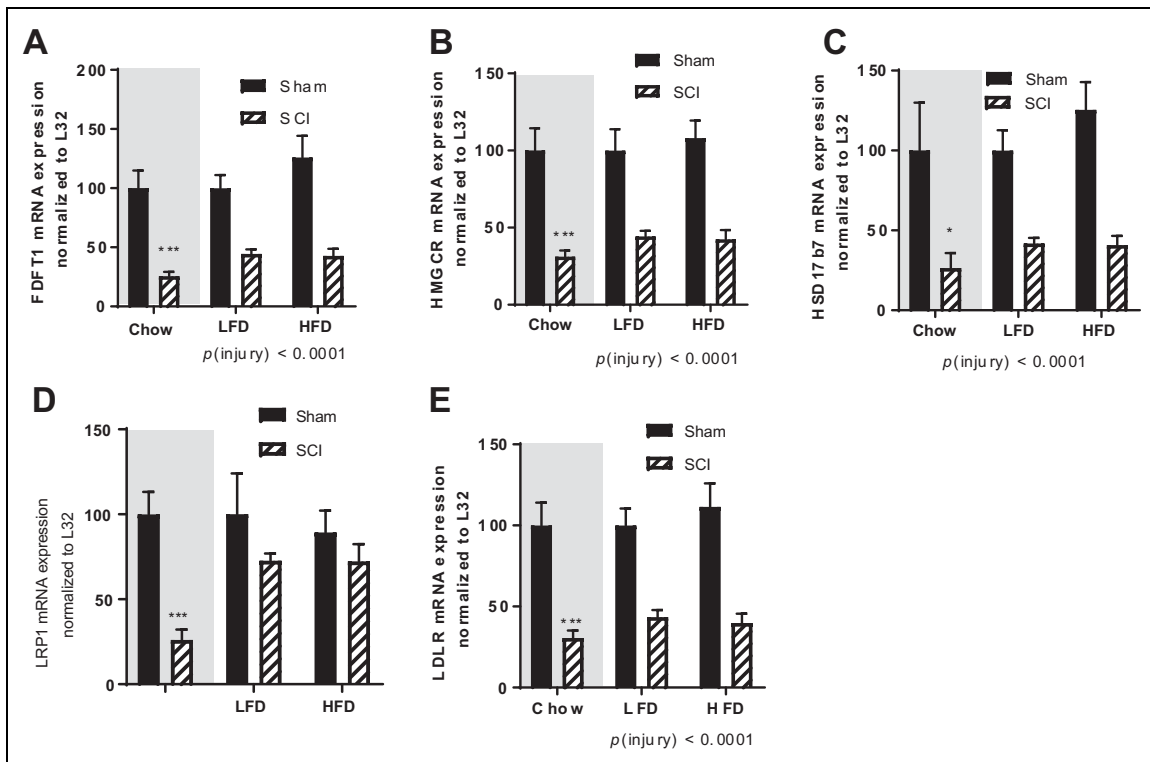 A
FDFT1 mRNA expression
normalized to L32
200
150
100
50
0
Sham
SCI
***
Chow LFD HFD
p(injury) < 0.0001
B
HMGCR mRNA expression
normalized to L32
150
100
50
0
Sham
SCI
***
Chow LFD HFD
p(injury) < 0.0001
C
HSD17b7 mRNA expression
normalized to L32
150
100
50
0
Sham
SCI
*
Chow LFD HFD
p(injury) < 0.0001
D
LRP1 mRNA expression
normalized to L32
150
100
50
0
Sham
SCI
***
LFD HFD
E
LDLR mRNA expression
normalized to L32
150
100
50
0
Sham
SCI
***
Chow LFD HFD
p(injury) < 0.0001